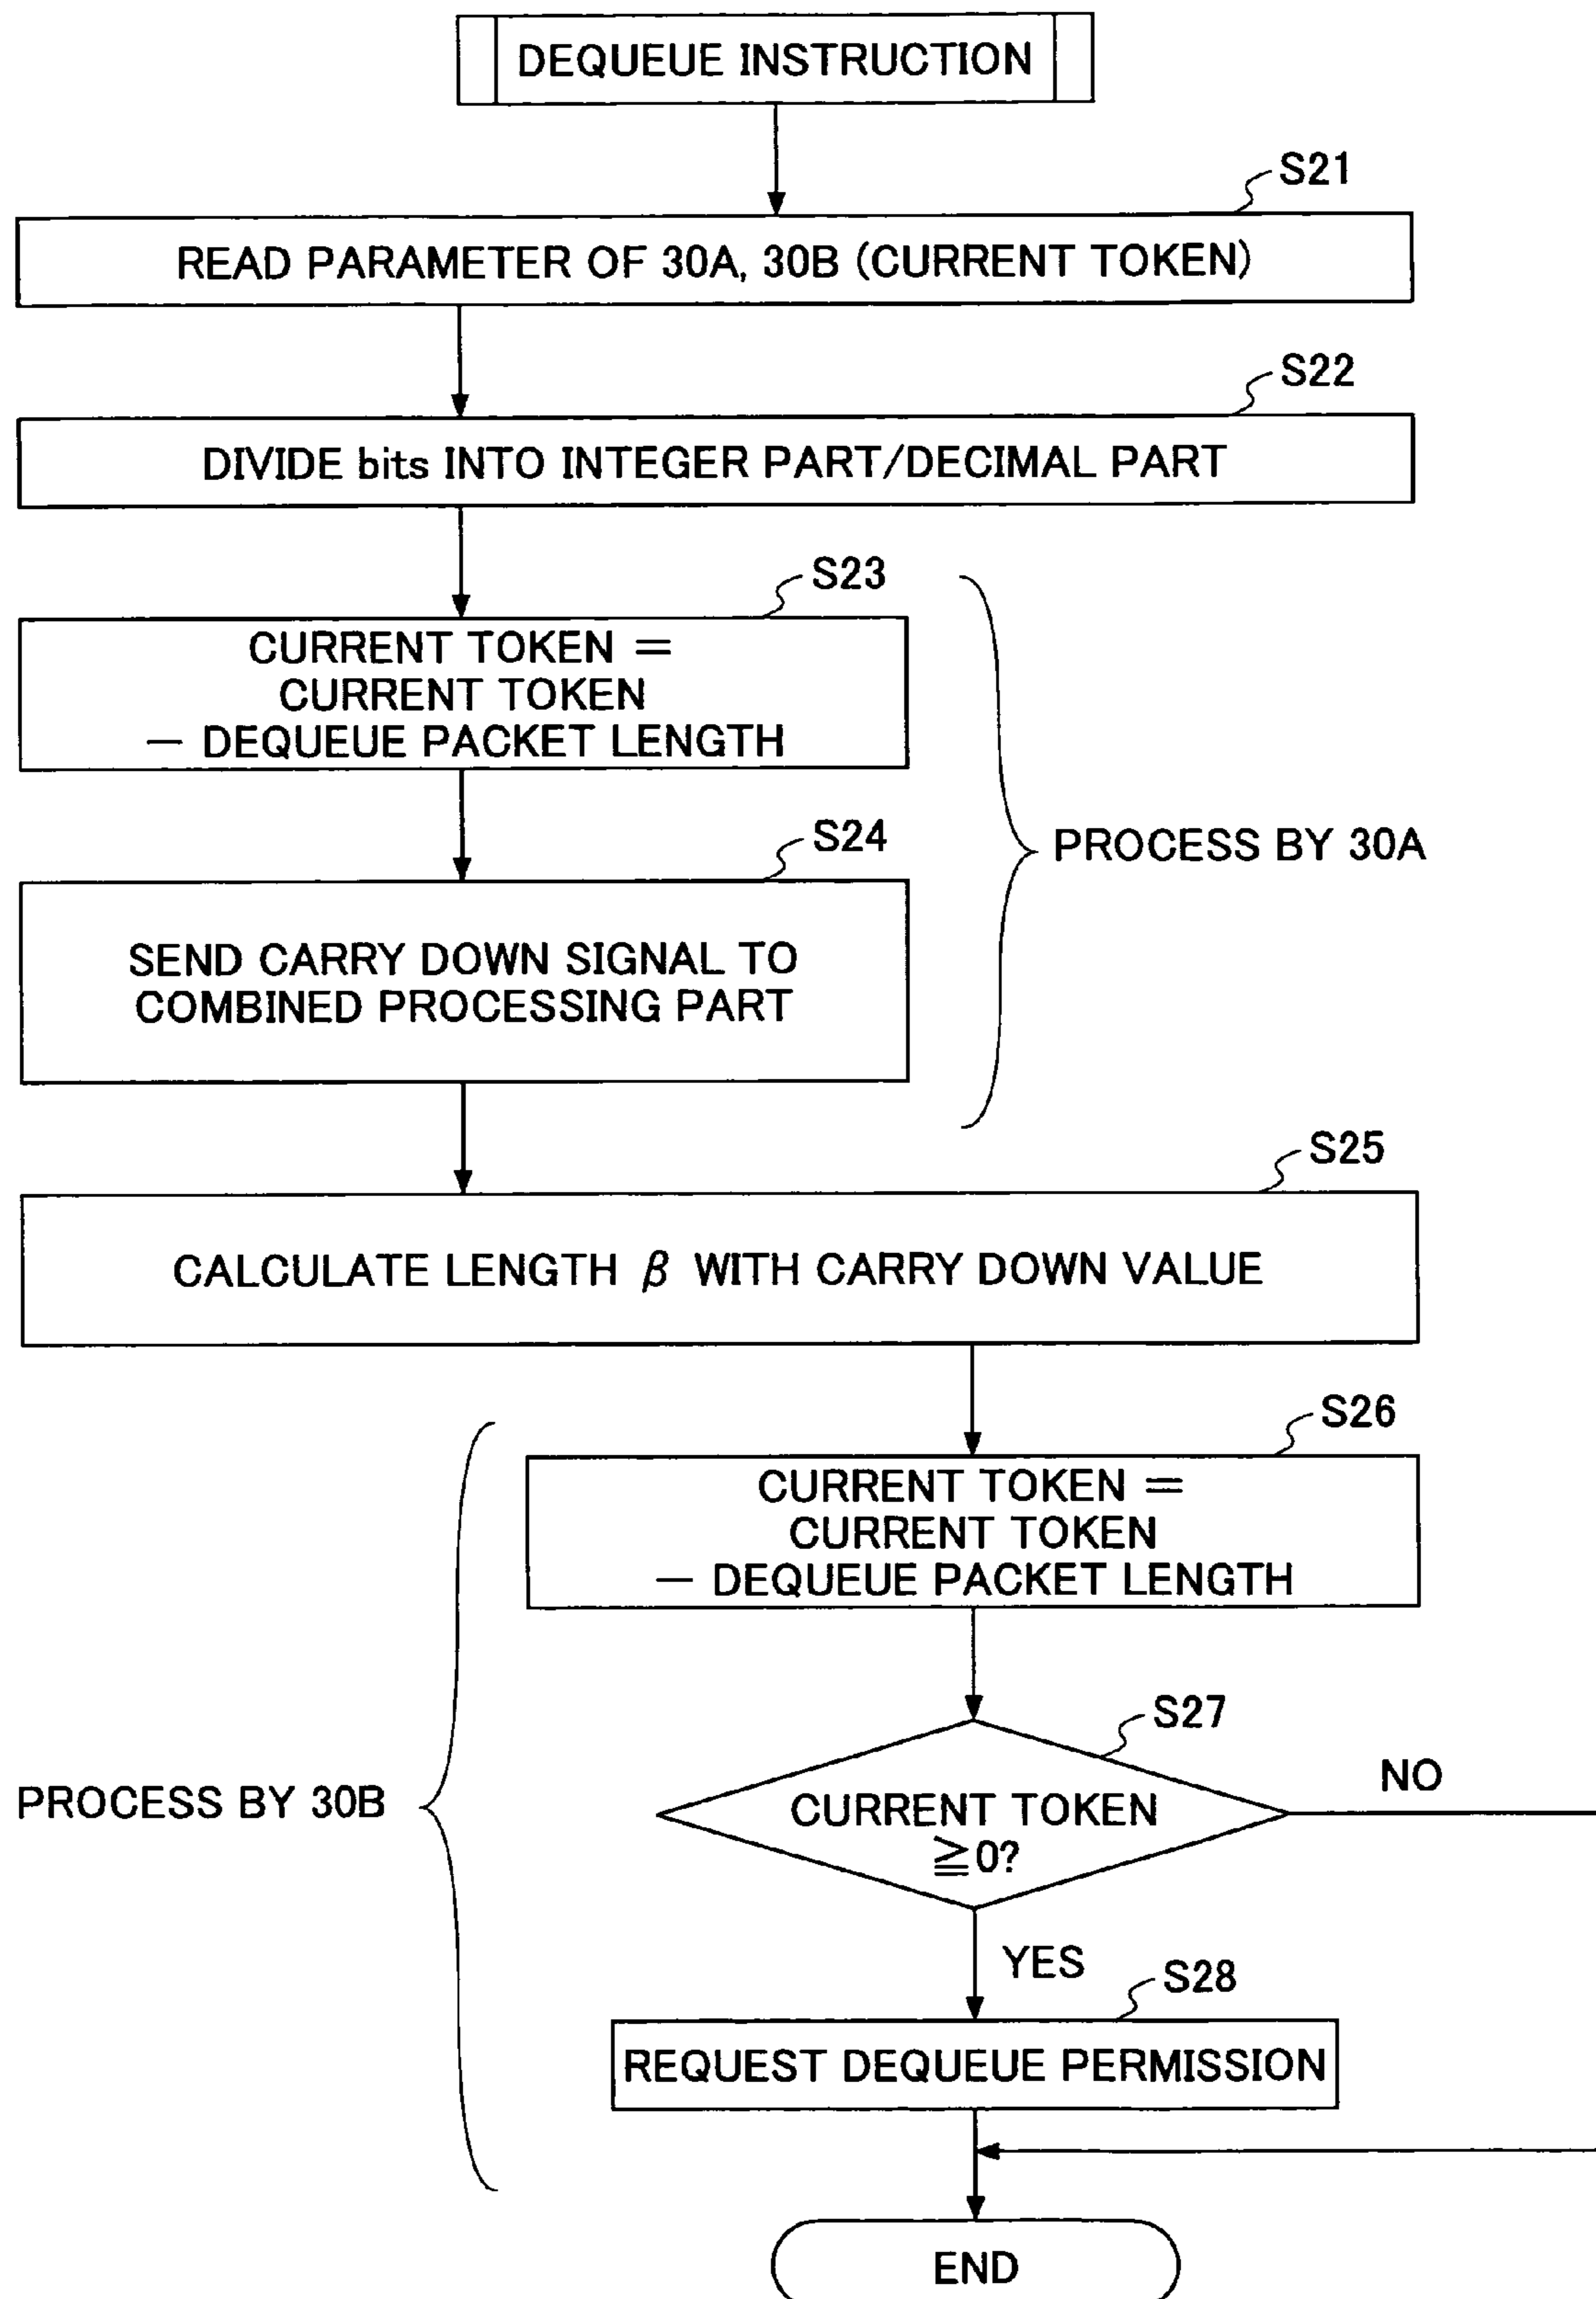 DEQUEUE INSTRUCTION
S21
READ PARAMETER OF 30A, 30B (CURRENT TOKEN)
S22
DIVIDE bits INTO INTEGER PART/DECIMAL PART
S23
CURRENT TOKEN =
CURRENT TOKEN
− DEQUEUE PACKET LENGTH
S24
PROCESS BY 30A
SEND CARRY DOWN SIGNAL TO
COMBINED PROCESSING PART
S25
CALCULATE LENGTH β WITH CARRY DOWN VALUE
S26
CURRENT TOKEN =
CURRENT TOKEN
− DEQUEUE PACKET LENGTH
S27
NO
PROCESS BY 30B
CURRENT TOKEN
≧0?
YES
S28
REQUEST DEQUEUE PERMISSION
END